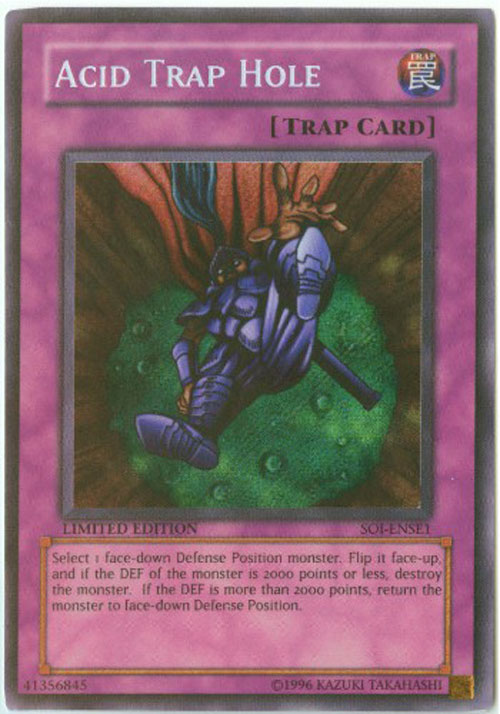 ACID TRAP HOLE
TRAP
罠
[TRAP CARD]
LIMITED EDITION
SOI-ENSE1
Select 1 face-down Defense Position monster. Flip it face-up,
and if the DEF of the monster is 2000 points or less, destroy
the monster. If the DEF is more than 2000 points, return the
monster to face-down Defense Position.
41356845
©1996 KAZUKI TAKAHASHI